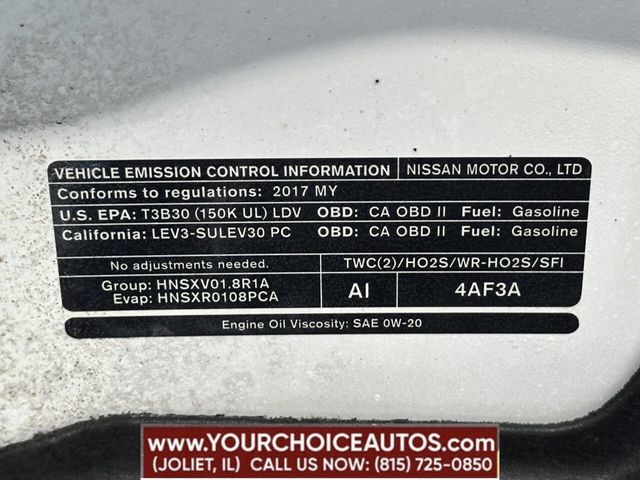 VEHICLE EMISSION CONTROL INFORMATION NISSAN MOTOR CO., LTD
Conforms to regulations: 2017 MY
U.S. EPA: T3B30 (150K UL) LDV OBD: CA OBD II Fuel: Gasoline
California: LEV3-SULEV30 PC OBD: CA OBD II Fuel: Gasoline
No adjustments needed. TWC(2)/HO2S/WR-HO2S/SFI
Group: HNSXV01.8R1A
Evap: HNSXR0108PCA
AI 4AF3A
Engine Oil Viscosity: SAE 0W-20
WWW.YOURCHOICEAUTOS.COM
(JOLIET, IL) CALL US NOW: (815) 725-0850